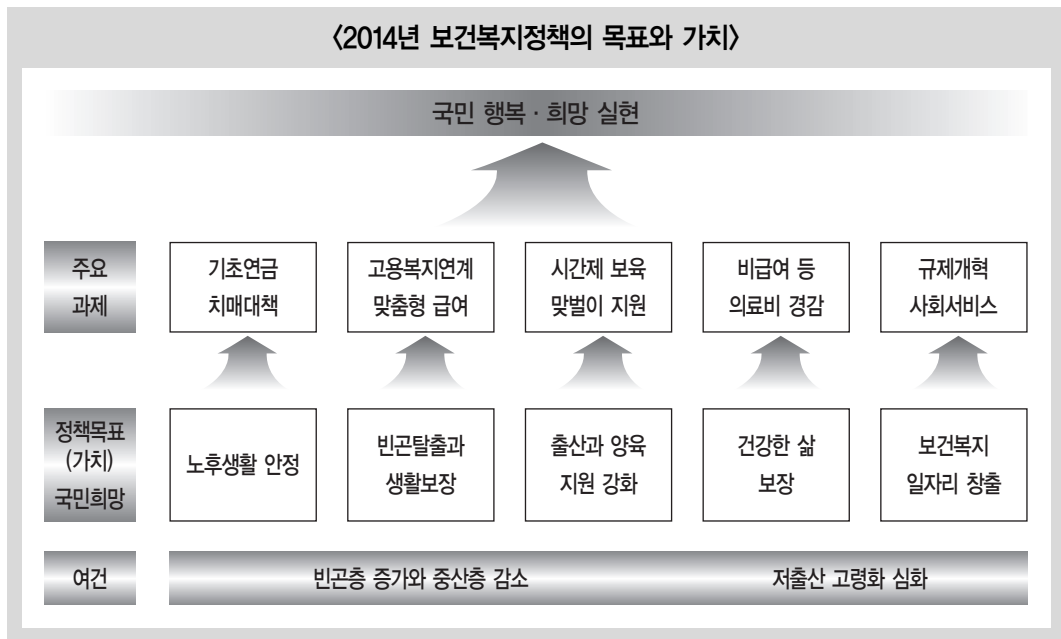 〈2014년 보건복지정책의 목표와 가치〉
국민 행복 · 희망 실현
주요
과제
기초연금
치매대책
고용복지연계
맞춤형 급여
시간제 보육
맞벌이 지원
비급여 등
의료비 경감
규제개혁
사회서비스
정책목표
(가치)
국민희망
노후생활 안정
빈곤탈출과
생활보장
출산과 양육
지원 강화
건강한 삶
보장
보건복지
일자리 창출
여건
빈곤층 증가와 중산층 감소
저출산 고령화 심화